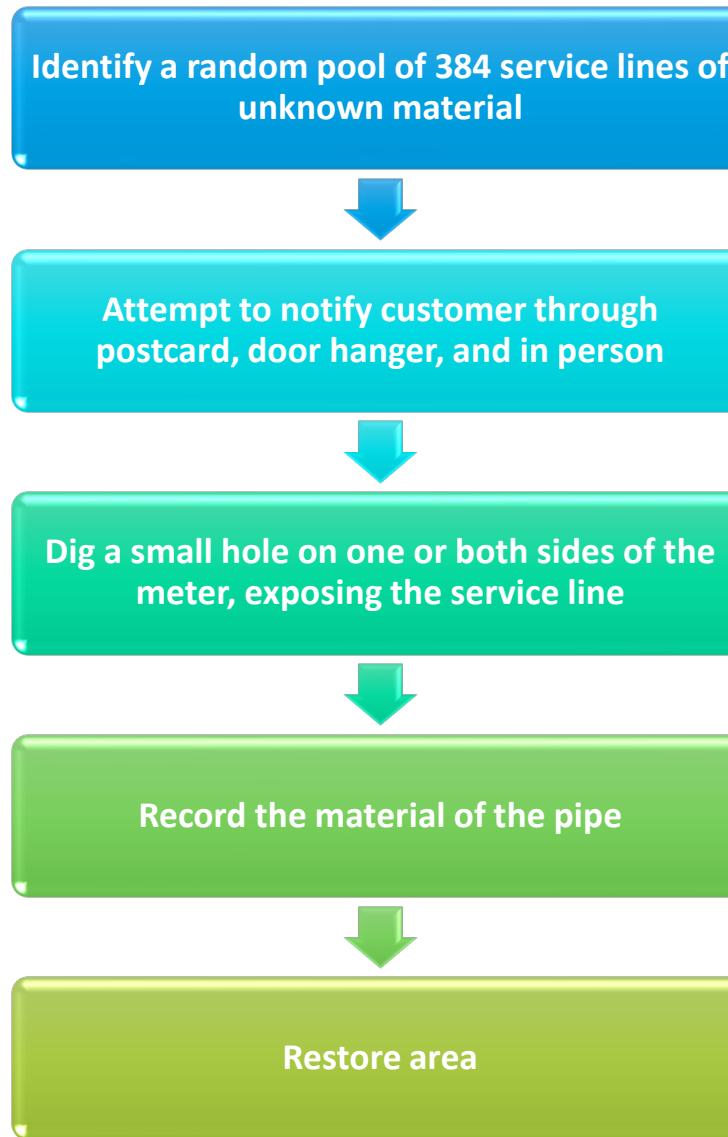 Identify a random pool of 384 service lines of
unknown material
Attempt to notify customer through
postcard, door hanger, and in person
Dig a small hole on one or both sides of the
meter, exposing the service line
Record the material of the pipe
Restore area